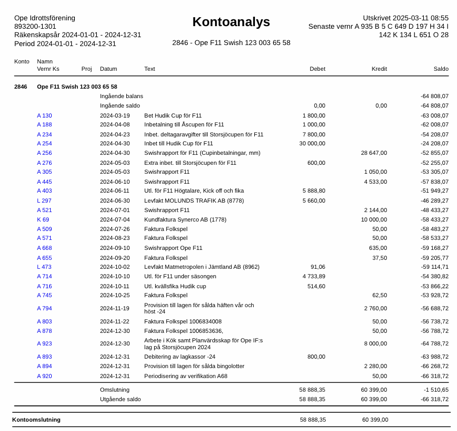 Ope Idrottsförening
893200-1301
Räkenskapsår 2024-01-01 - 2024-12-31
Period 2024-01-01 - 2024-12-31
Kontoanalys
2846 - Ope F11 Swish 123 003 65 58
Utskrivet 2025-03-11 08:55
Senaste vernr A 935 B 5 C 649 D 197 H 34 I
142 K 134 L 651 O 28
Konto Namn
Vernr Ks Proj Datum Text Debet Kredit Saldo
2846 Ope F11 Swish 123 003 65 58 -64 808,07
Ingående balans
Ingående saldo 0,00 0,00 -64 808,07
A 130 2024-03-19 Bet Hudik Cup för F11 1 800,00 -63 008,07
A 188 2024-04-08 Inbetalning till Åscupen för F11 1 000,00 -62 008,07
A 234 2024-04-23 Inbet. deltagaravgifter till Storsjöcupen för F11 7 800,00 -54 208,07
A 254 2024-04-30 Inbet till Hudik Cup för F11 30 000,00 -24 208,07
A 256 2024-04-30 Swishrapport för F11 (Cupinbetalningar, mm) 28 647,00 -52 855,07
A 276 2024-05-03 Extra inbet. till Storsjöcupen för F11 600,00 -52 255,07
A 305 2024-05-03 Swishrapport F11 1 050,00 -53 305,07
A 445 2024-06-10 Swishrapport F11 4 533,00 -57 838,07
A 403 2024-06-11 Utl. för F11 Högtalare, Kick off och fika 5 888,80 -51 949,27
L 297 2024-06-30 Levfakt MOLUNDS TRAFIK AB (8778) 5 660,00 -46 289,27
A 521 2024-07-01 Swishrapport F11 2 144,00 -48 433,27
K 69 2024-07-04 Kundfaktura Synerco AB (1778) 10 000,00 -58 433,27
A 509 2024-07-26 Faktura Folkspel 50,00 -58 483,27
A 571 2024-08-23 Faktura Folkspel 50,00 -58 533,27
A 668 2024-09-10 Swishrapport Ope F11 635,00 -59 168,27
A 655 2024-09-20 Faktura Folkspel 37,50 -59 205,77
L 473 2024-10-02 Levfakt Matmetropolen i Jämtland AB (8962) 91,06 -59 114,71
A 714 2024-10-10 Utl. för F11 under säsongen 4 733,89 -54 380,82
A 716 2024-10-11 Utl. kvällsfika Hudik cup 514,60 -53 866,22
A 745 2024-10-25 Faktura Folkspel 62,50 -53 928,72
A 794 2024-11-19 Provision till lagen för sålda häften vår och
höst -24 2 760,00 -56 688,72
A 803 2024-11-22 Faktura Folkspel 1006834008 50,00 -56 738,72
A 878 2024-12-30 Faktura Folkspel 1006853636, 50,00 -56 788,72
A 923 2024-12-30 Arbete i Kök samt Planvärdsskap för Ope IF:s
lag på Storsjöcupen 2024 8 000,00 -64 788,72
A 893 2024-12-31 Debitering av lagkassor -24 800,00 -63 988,72
A 894 2024-12-31 Provision till lagen för sålda bingolotter 2 280,00 -66 268,72
A 920 2024-12-31 Periodisering av verifikation A68 50,00 -66 318,72
Omslutning 58 888,35 60 399,00 -1 510,65
Utgående saldo 58 888,35 60 399,00 -66 318,72
Kontoomslutning 58 888,35 60 399,00